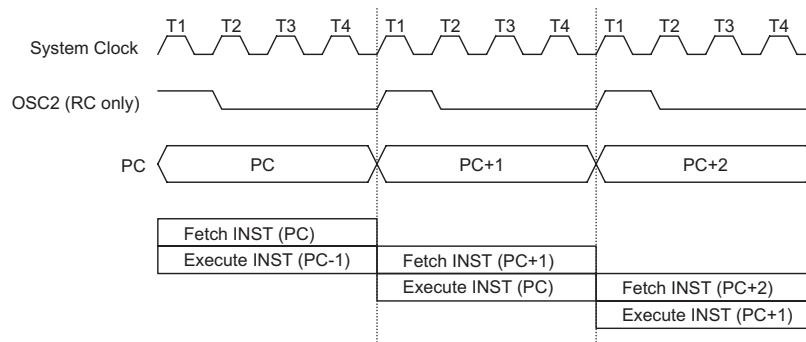 T1 T2 T3 T4 T1 T2 T3 T4 T1 T2 T3 T4
System Clock
OSC2 (RC only)
PC PC PC+1 PC+2
Fetch INST (PC)
Execute INST (PC-1) Fetch INST (PC+1)
Execute INST (PC) Fetch INST (PC+2)
Execute INST (PC+1)